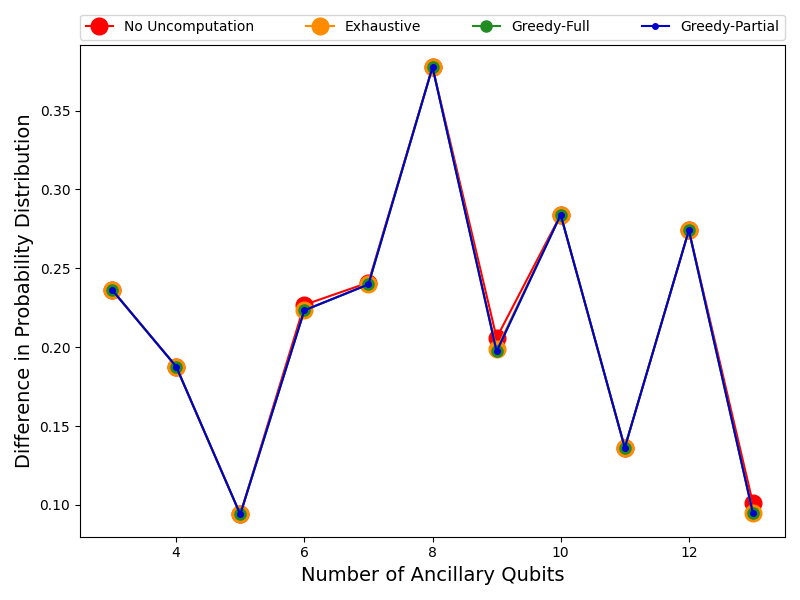 No Uncomputation Exhaustive Greedy-Full Greedy-Partial
Difference in Probability Distribution
0.35
0.30
0.25
0.20
0.15
0.10
4 6 8 10 12
Number of Ancillary Qubits